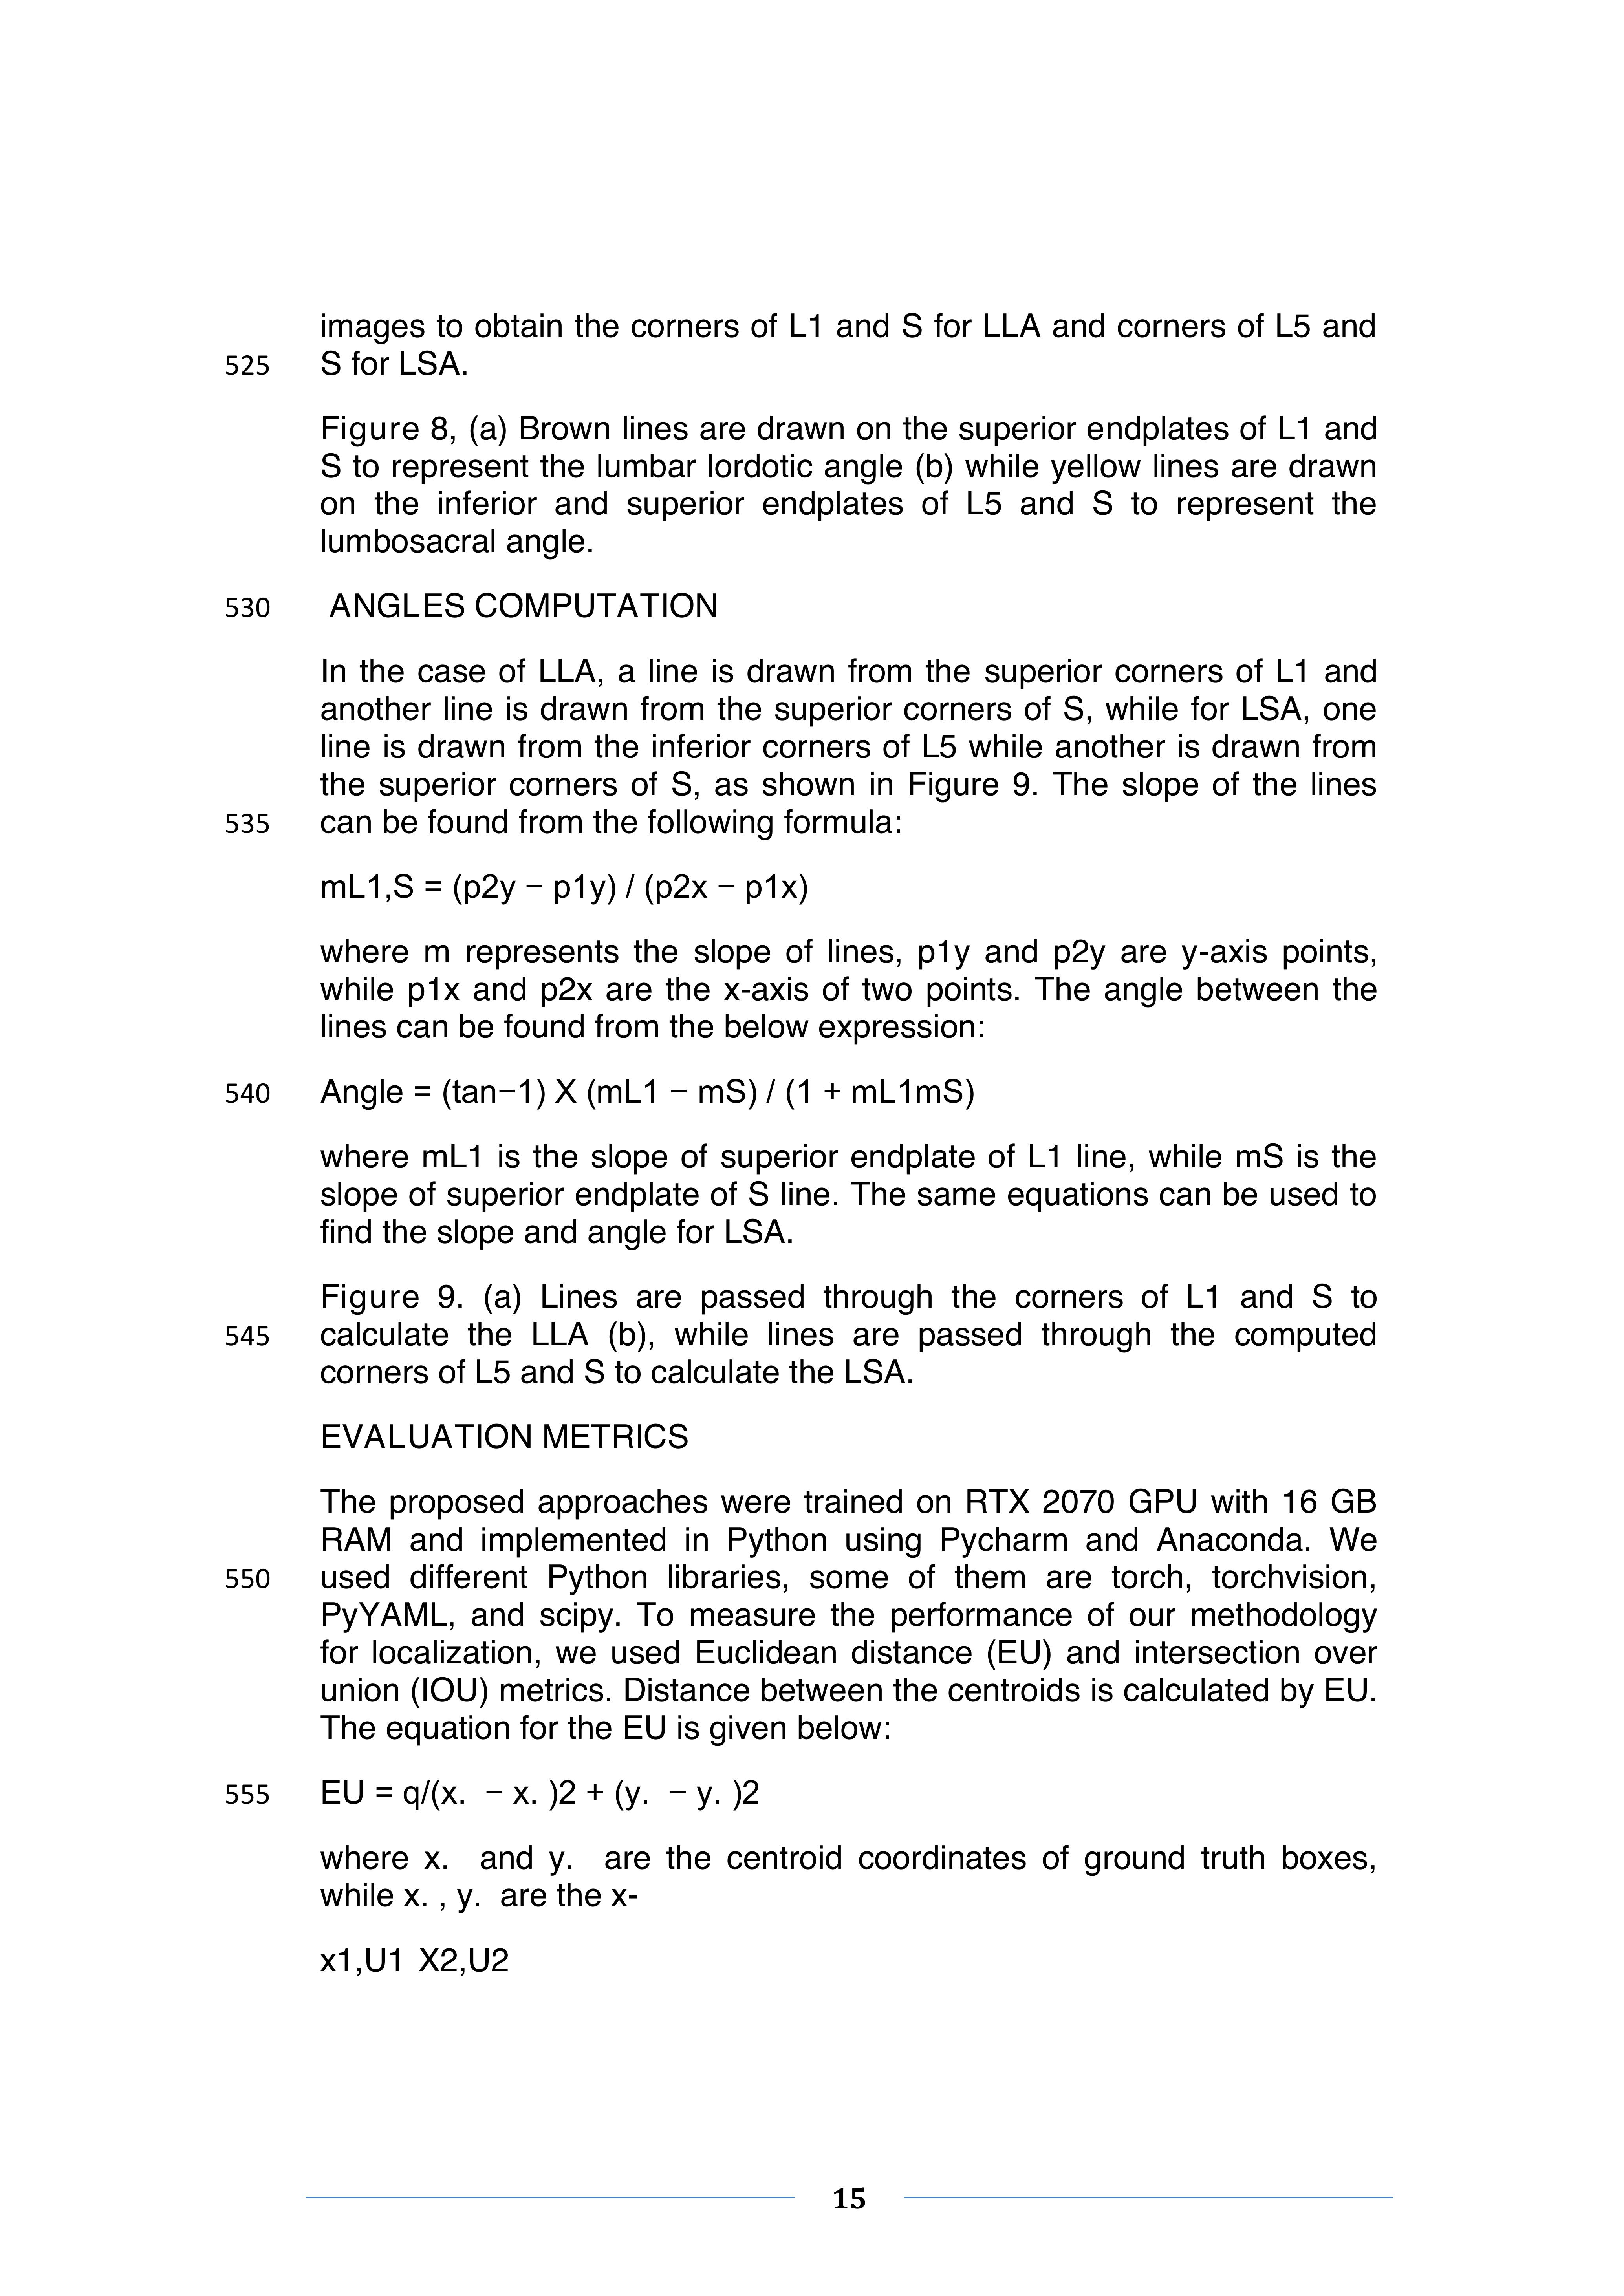 images to obtain the corners of L1 and S for LLA and corners of L5 and
525 S for LSA.
Figure 8, (a) Brown lines are drawn on the superior endplates of L1 and
S to represent the lumbar lordotic angle (b) while yellow lines are drawn
on the inferior and superior endplates of L5 and S to represent the
lumbosacral angle.
530 ANGLES COMPUTATION
In the case of LLA, a line is drawn from the superior corners of L1 and
another line is drawn from the superior corners of S, while for LSA, one
line is drawn from the inferior corners of L5 while another is drawn from
the superior corners of S, as shown in Figure 9. The slope of the lines
535 can be found from the following formula:
mL1,S = (p2y − p1y) / (p2x − p1x)
where m represents the slope of lines, p1y and p2y are y-axis points,
while p1x and p2x are the x-axis of two points. The angle between the
lines can be found from the below expression:
540 Angle = (tan−1) X (mL1 − mS) / (1 + mL1mS)
where mL1 is the slope of superior endplate of L1 line, while mS is the
slope of superior endplate of S line. The same equations can be used to
find the slope and angle for LSA.
Figure 9. (a) Lines are passed through the corners of L1 and S to
545 calculate the LLA (b), while lines are passed through the computed
corners of L5 and S to calculate the LSA.
EVALUATION METRICS
The proposed approaches were trained on RTX 2070 GPU with 16 GB
RAM and implemented in Python using Pycharm and Anaconda. We
550 used different Python libraries, some of them are torch, torchvision,
PyYAML, and scipy. To measure the performance of our methodology
for localization, we used Euclidean distance (EU) and intersection over
union (IOU) metrics. Distance between the centroids is calculated by EU.
The equation for the EU is given below:
555 EU = q/(x. − x. )2 + (y. − y. )2
where x. and y. are the centroid coordinates of ground truth boxes,
while x. , y. are the x-
x1,U1 X2,U2
15